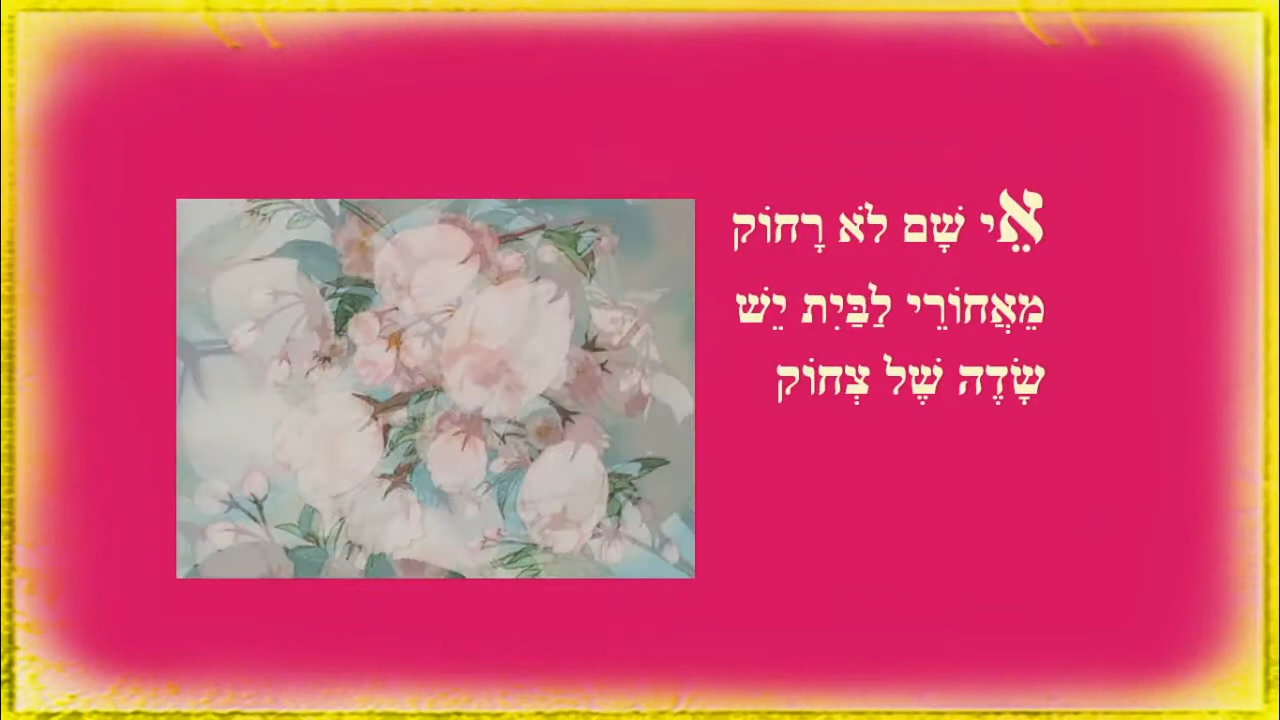 אֵי שָׁם לֹא רָחוֹק
מֵאֲחוֹרֵי לַבַּיִת יֵשׁ
שָׂדֶה שֶׁל צְחוֹק